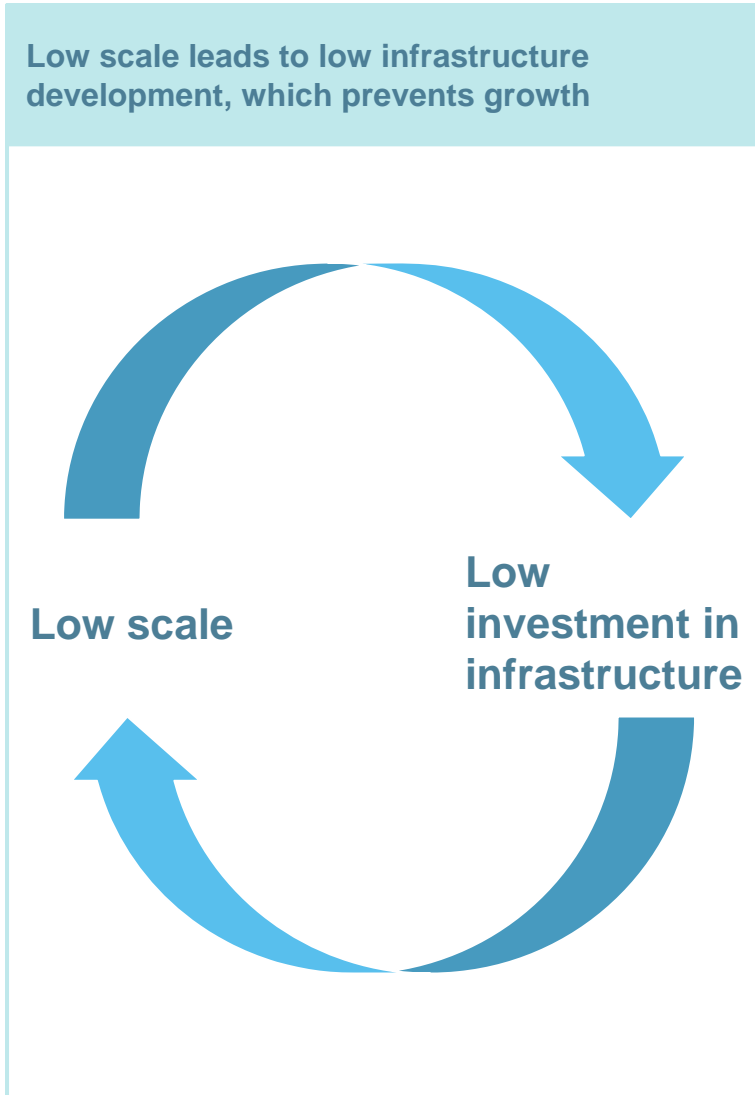 Low scale leads to low infrastructure
development, which prevents growth
Low scale
Low
investment in
infrastructure